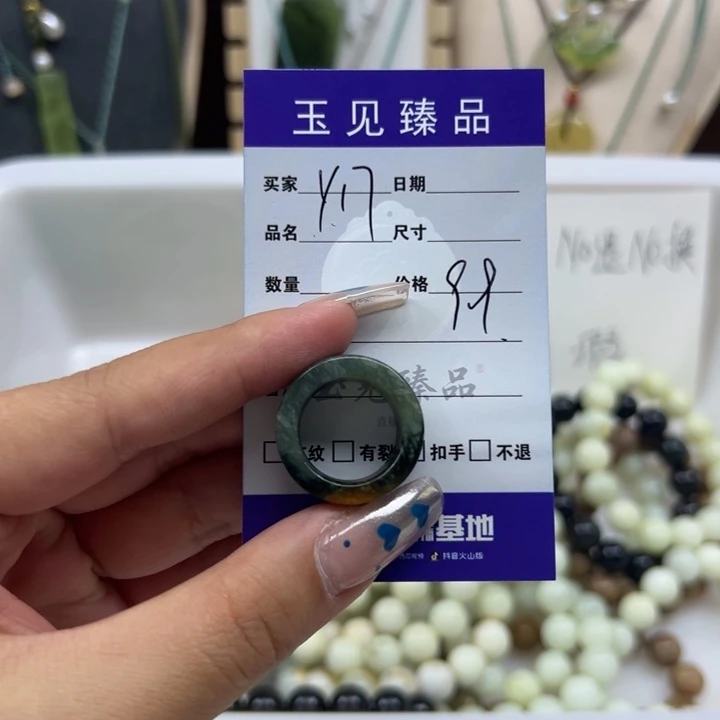 玉见臻品
买家 Y17 日期
品名 尺寸
数量 价格 99
见臻品
纹 有裂 扣手 不退
基地
抖音火山版
No退No换